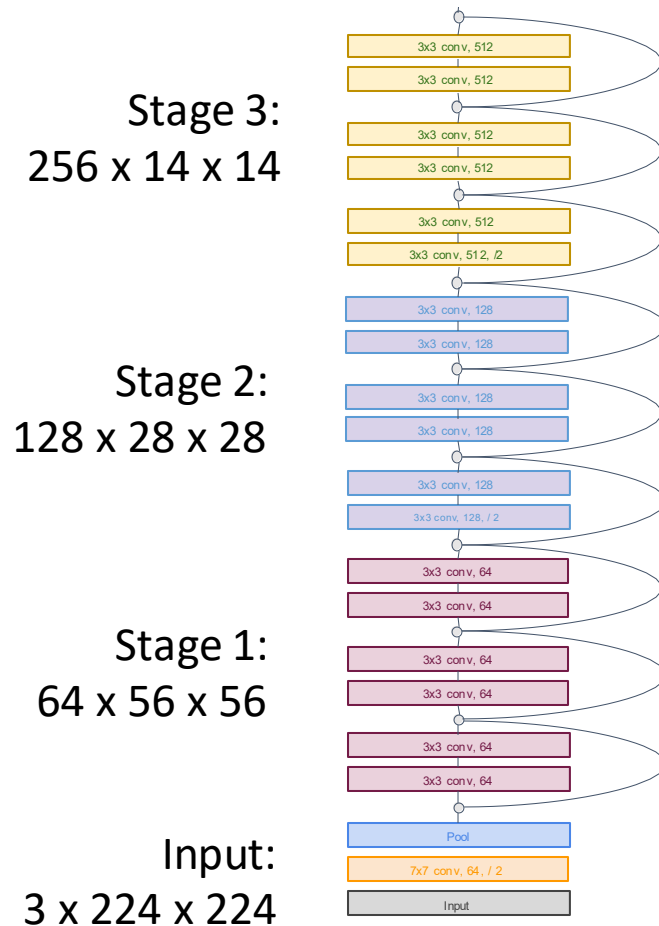 3x3 conv, 512
3x3 conv, 512
Stage 3:
256 x 14 x 14
3x3 conv, 512
3x3 conv, 512
3x3 conv, 512
3x3 conv, 512, /2
3x3 conv, 128
3x3 conv, 128
Stage 2:
128 x 28 x 28
3x3 conv, 128
3x3 conv, 128
3x3 conv, 128
3x3 conv, 128, / 2
3x3 conv, 64
3x3 conv, 64
Stage 1:
64 x 56 x 56
3x3 conv, 64
3x3 conv, 64
3x3 conv, 64
3x3 conv, 64
Pool
Input:
3 x 224 x 224
7x7 conv, 64, / 2
Input